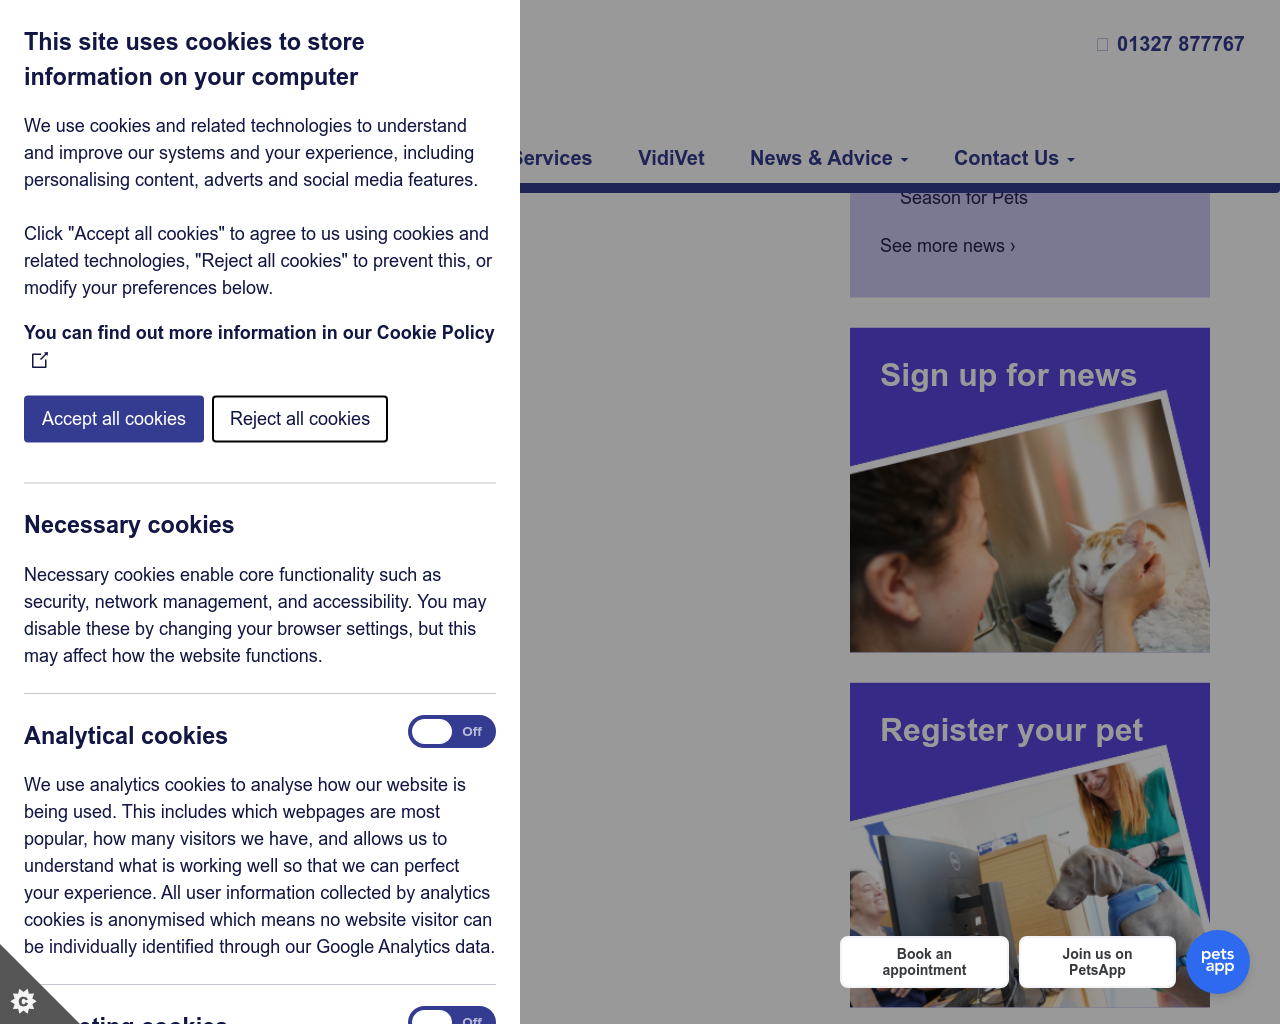 This site uses cookies to store
information on your computer
We use cookies and related technologies to understand
and improve our systems and your experience, including
personalising content, adverts and social media features.
Click "Accept all cookies" to agree to us using cookies and
related technologies, "Reject all cookies" to prevent this, or
modify your preferences below.
You can find out more information in our Cookie Policy
Accept all cookies
Reject all cookies
Necessary cookies
Necessary cookies enable core functionality such as
security, network management, and accessibility. You may
disable these by changing your browser settings, but this
may affect how the website functions.
Analytical cookies
Off
We use analytics cookies to analyse how our website is
being used. This includes which webpages are most
popular, how many visitors we have, and allows us to
understand what is working well so that we can perfect
your experience. All user information collected by analytics
cookies is anonymised which means no website visitor can
be individually identified through our Google Analytics data.
cookies
Off
01327 877767
Services
VidiVet
News & Advice
Contact Us
Season for Pets
See more news ›
Sign up for news
Register your pet
Book an
appointment
Join us on
PetsApp
pets
app